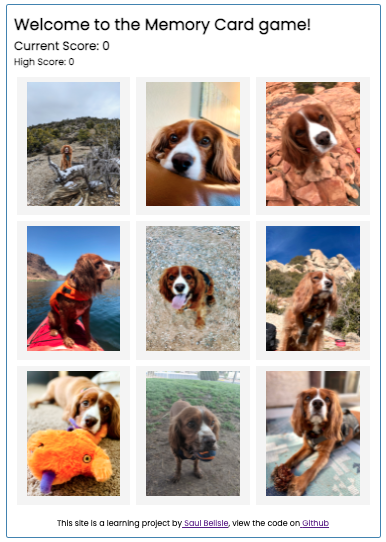 Welcome to the Memory Card game!
Current Score: 0
High Score: 0
This site is a learning project by Saul Belisle, view the code on Github